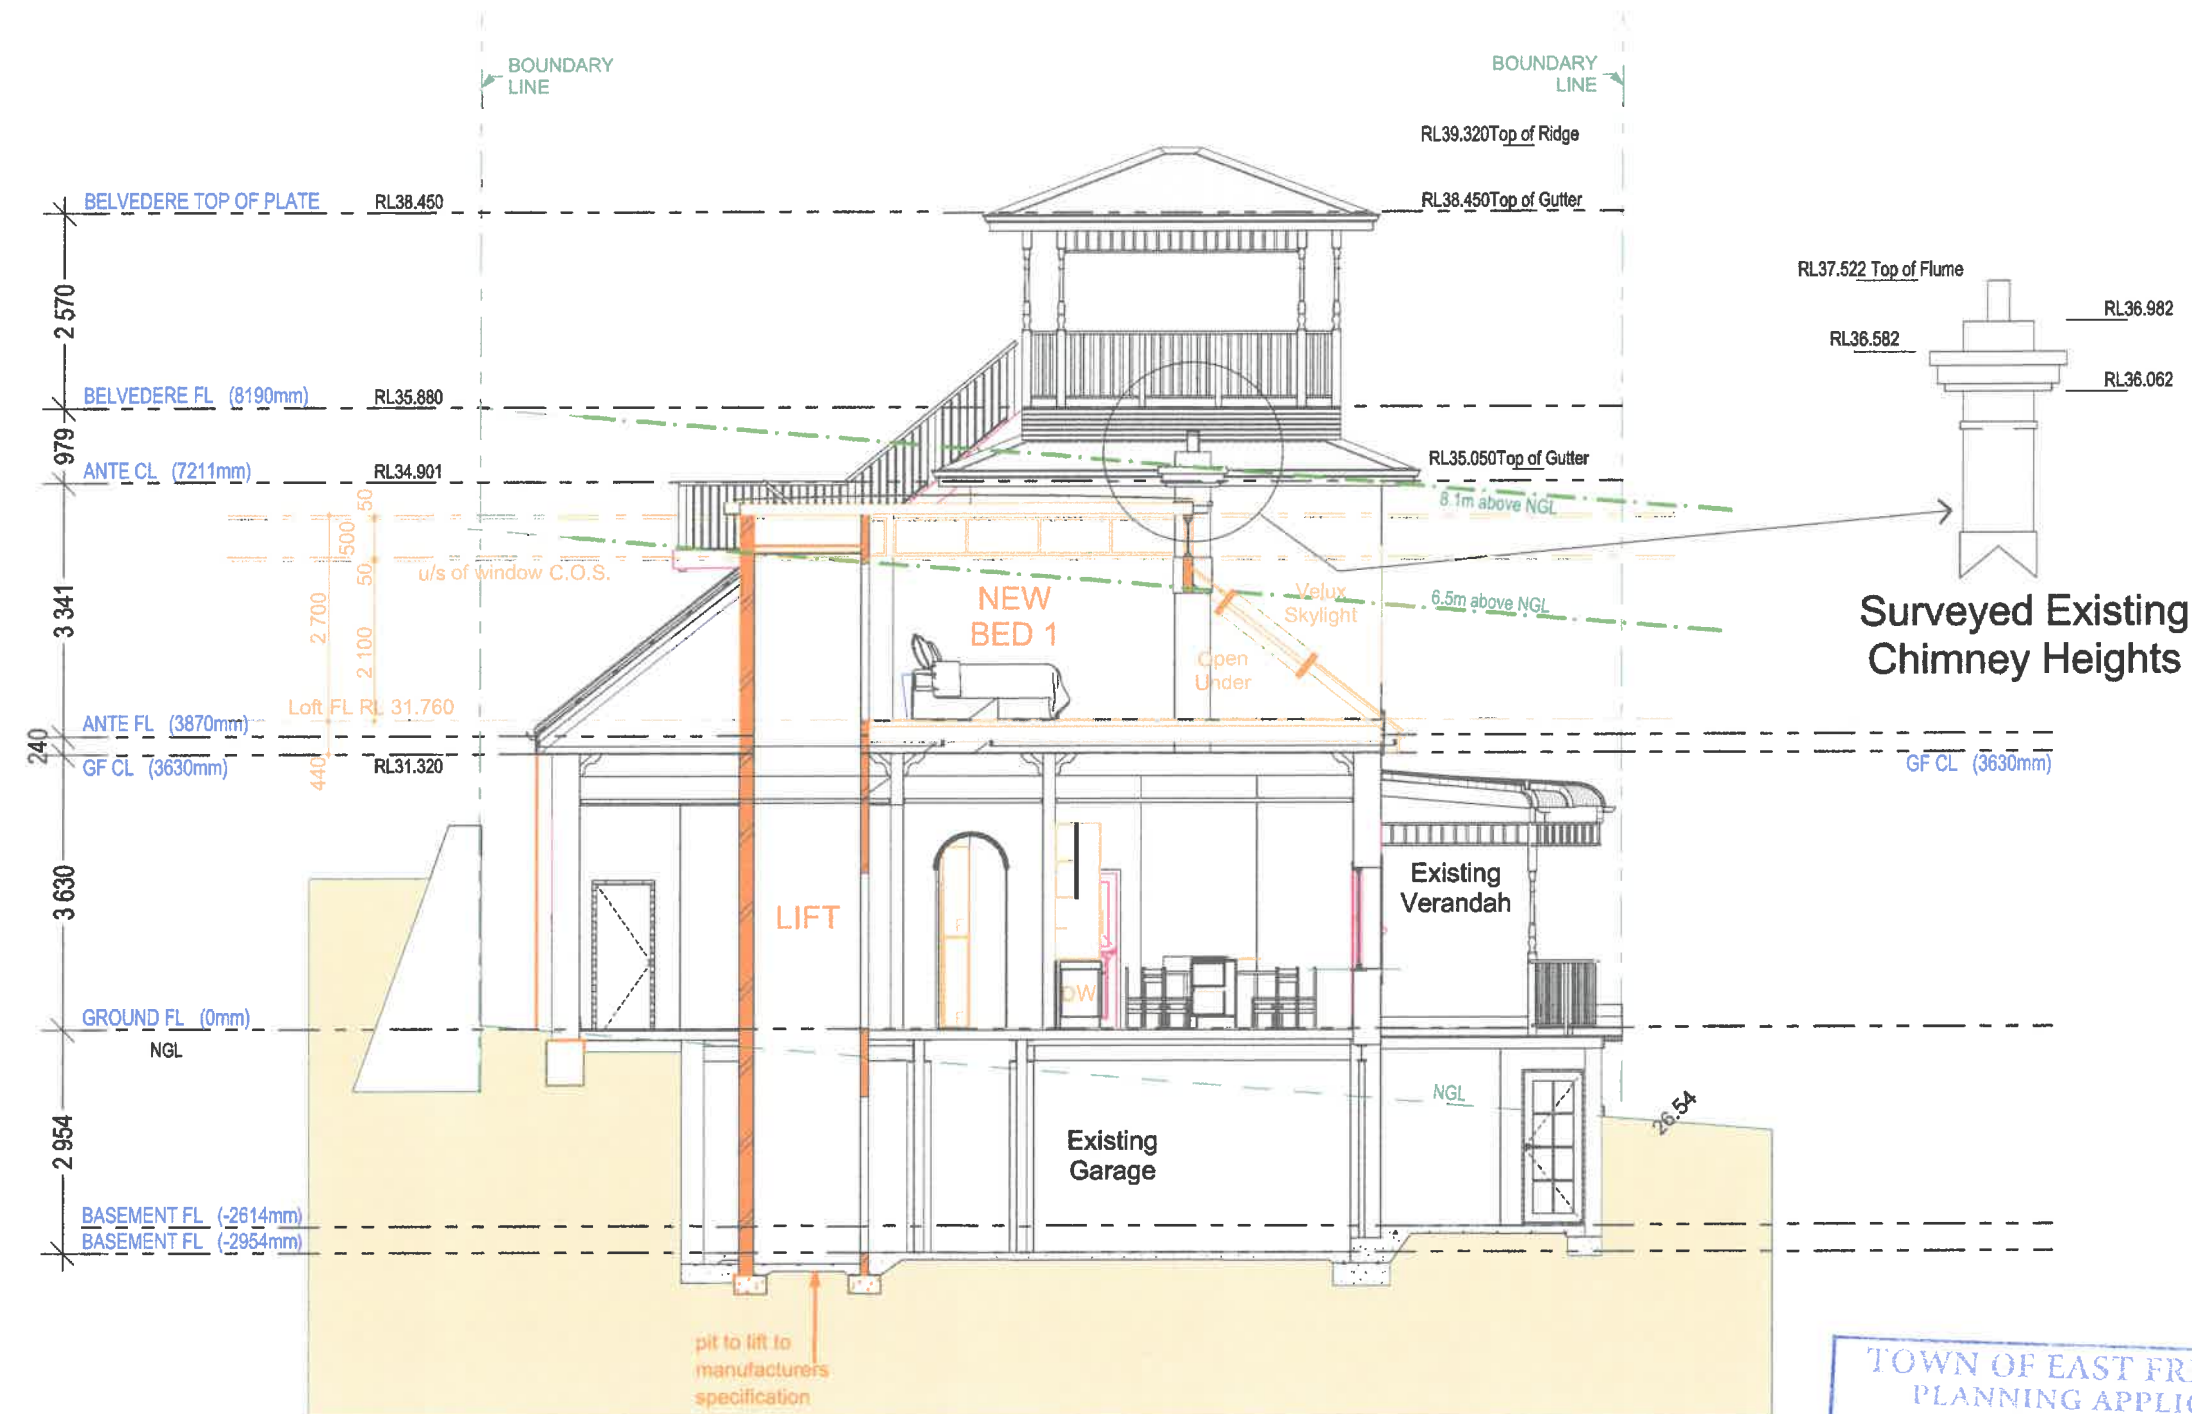 BOUNDARY
LINE
BOUNDARY
LINE
RL39.320Top of Ridge
BELVEDERE TOP OF PLATE
RL38.450
RL38.450Top of Gutter
2 570
RL37.522 Top of Flume
RL36.982
RL36.582
RL36.062
BELVEDERE FL (8190mm)
RL35.880
979
ANTE CL (7211mm)
RL34.901
RL35.050Top of Gutter
8.1m above NGL
50
500
50
u/s of window C.O.S.
3 341
2 700
2 100
NEW
BED 1
Velux
Skylight
6.5m above NGL
Open
Under
Surveyed Existing
Chimney Heights
Loft FL RL 31.760
ANTE FL (3870mm)
240
GF CL (3630mm)
440
RL31.320
GF CL (3630mm)
3 630
LIFT
F
F
DW
Existing
Verandah
GROUND FL (0mm)
NGL
NGL
26.54
2 954
Existing
Garage
BASEMENT FL (-2614mm)
BASEMENT FL (-2954mm)
pit to lift to
manufacturers
specification
TOWN OF EAST FR
PLANNING APPLI